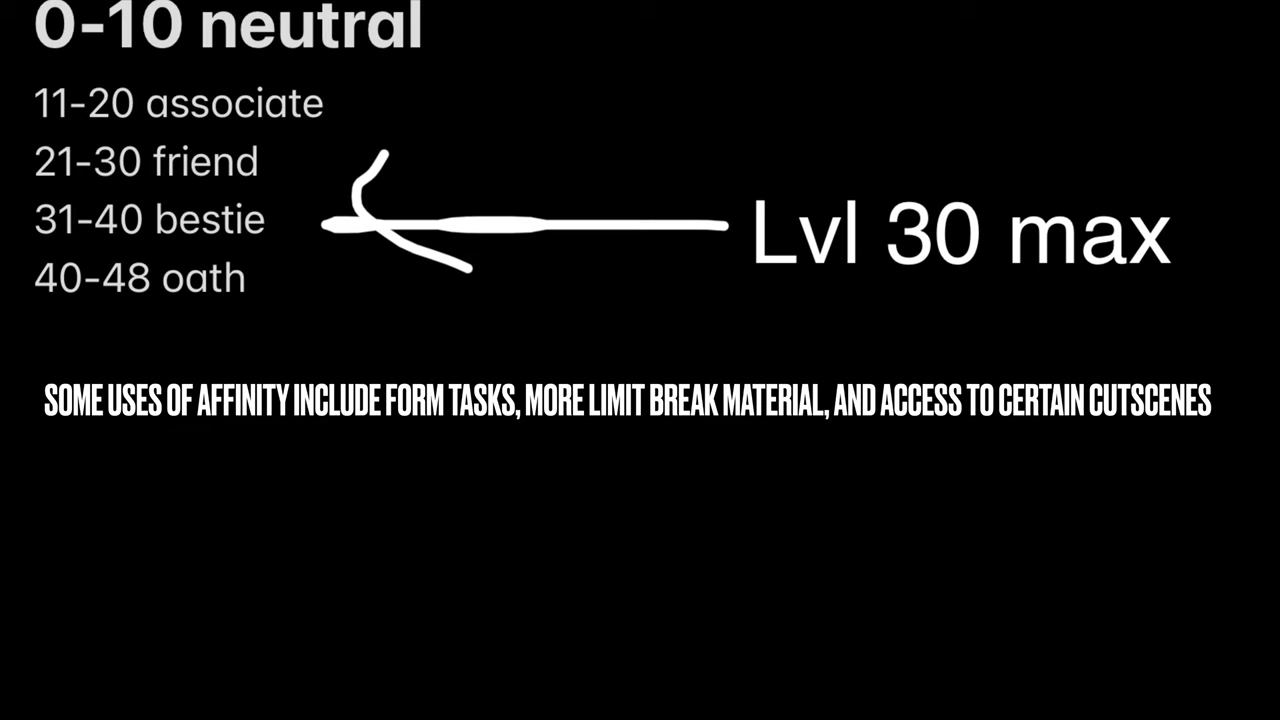 0-10 neutral
11-20 associate
21-30 friend
31-40 bestie
Lvl 30 max
40-48 oath
SOME USES OF AFFINITY INCLUDE FORM TASKS, MORE LIMIT BREAK MATERIAL, AND ACCESS TO CERTAIN CUTSCENES